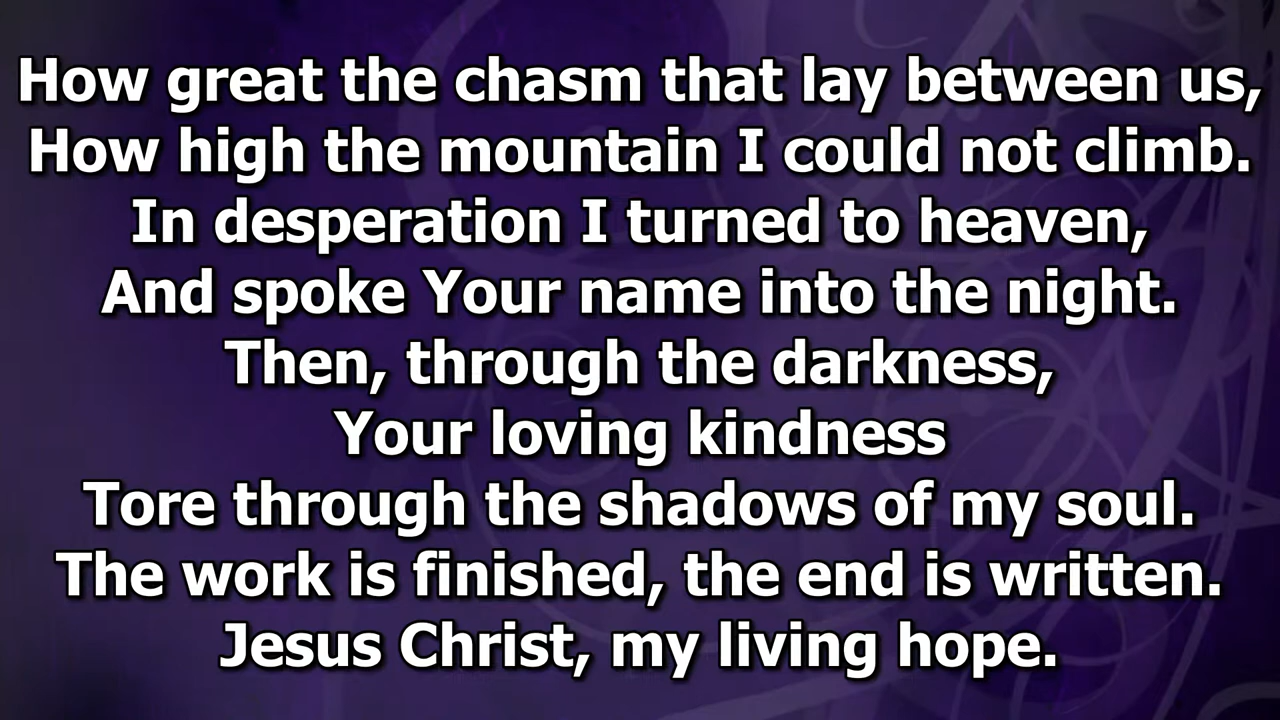 How great the chasm that lay between us,
How high the mountain I could not climb.
In desperation I turned to heaven,
And spoke Your name into the night.
Then, through the darkness,
Your loving kindness
Tore through the shadows of my soul.
The work is finished, the end is written.
Jesus Christ, my living hope.